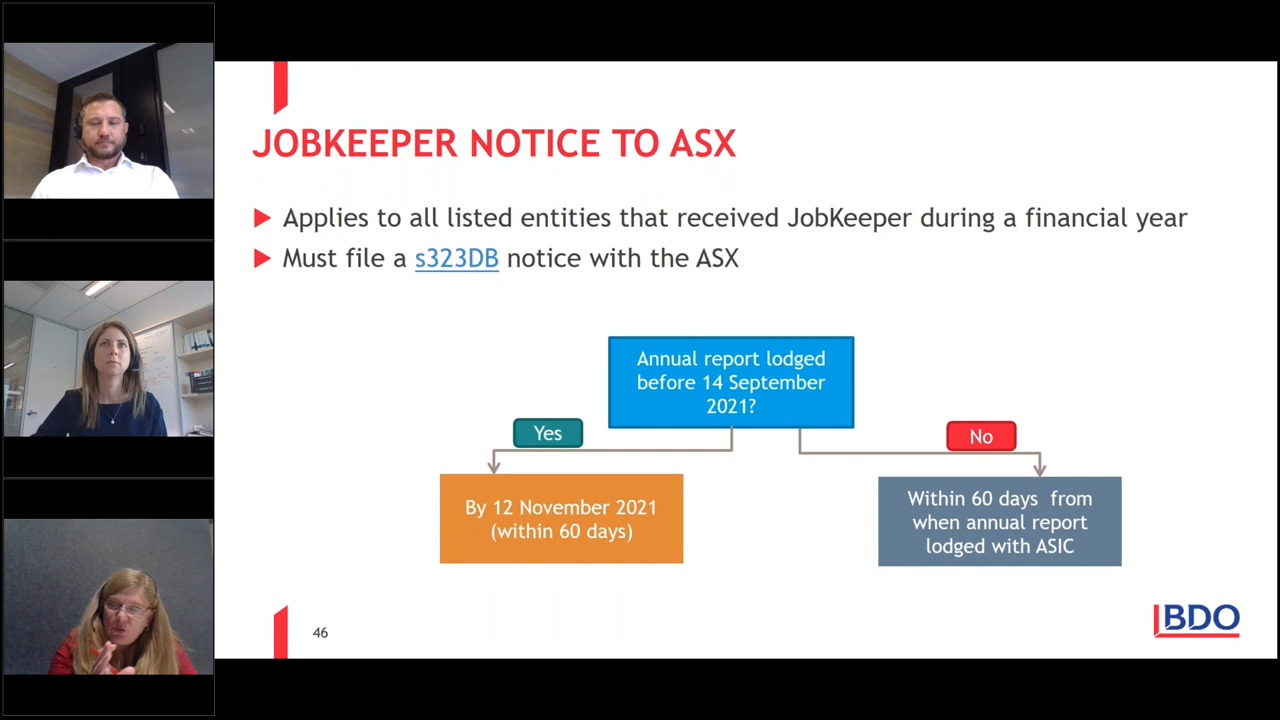 JOBKEEPER NOTICE TO ASX
Applies to all listed entities that received JobKeeper during a financial year
Must file a s323DB notice with the ASX
Annual report lodged
before 14 September
2021?
Yes
No
By 12 November 2021
(within 60 days)
Within 60 days from
when annual report
lodged with ASIC
46
BDO